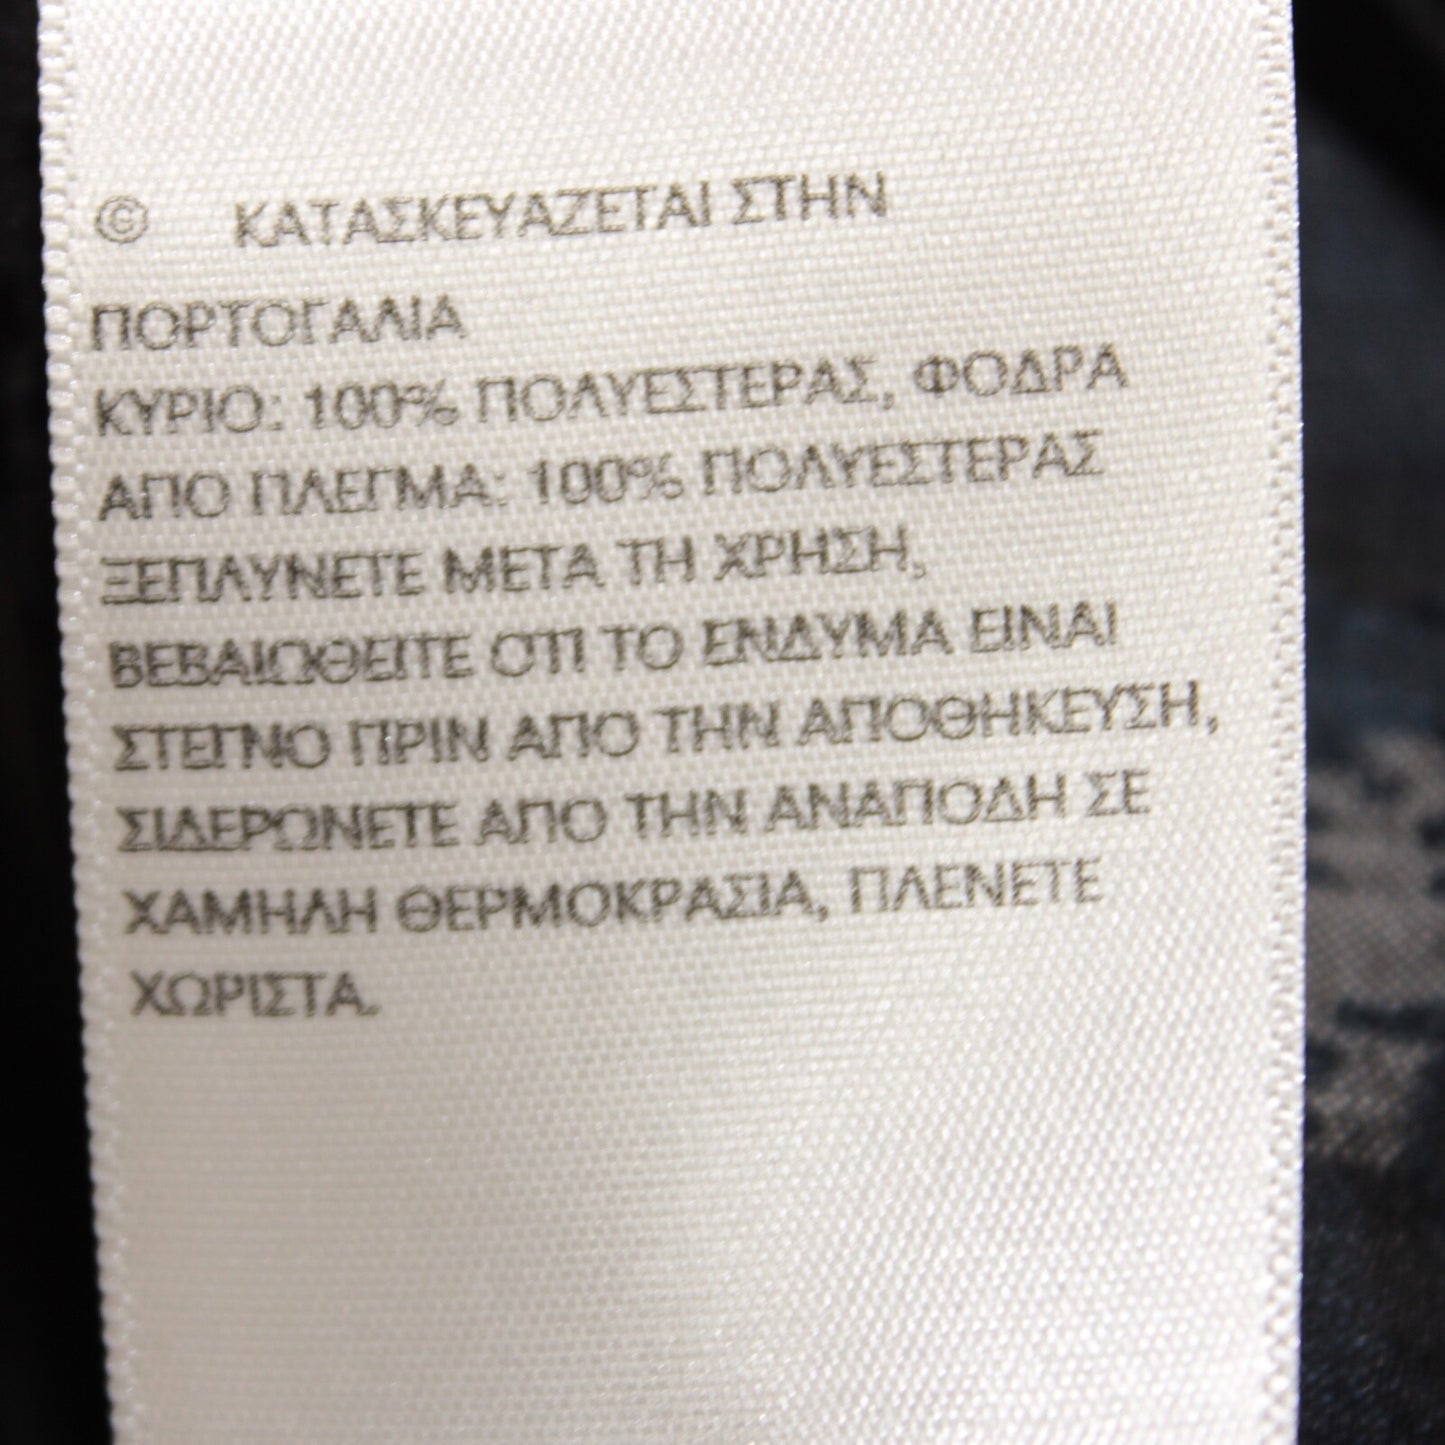 © ΚΑΤΑΣΚΕΥΑΖΕΤΑΙ ΣΤΗΝ
ΠΟΡΤΟΓΑΛΙΑ
ΚΥΡΙΟ: 100% ΠΟΛΥΕΣΤΕΡΑΣ, ΦΟΔΡΑ
ΑΠΟ ΠΛΕΓΜΑ: 100% ΠΟΛΥΕΣΤΕΡΑΣ
ΞΕΠΛΥΝΕΤΕ ΜΕΤΑ ΤΗ ΧΡΗΣΗ,
ΒΕΒΑΙΩΘΕΙΤΕ ΟΤΙ ΤΟ ΕΝΔΥΜΑ ΕΙΝΑΙ
ΣΤΕΓΝΟ ΠΡΙΝ ΑΠΟ ΤΗΝ ΑΠΟΘΗΚΕΥΣΗ,
ΣΙΔΕΡΩΝΕΤΕ ΑΠΟ ΤΗΝ ΑΝΑΠΟΔΗ ΣΕ
ΧΑΜΗΛΗ ΘΕΡΜΟΚΡΑΣΙΑ, ΠΛΕΝΕΤΕ
ΧΩΡΙΣΤΑ.